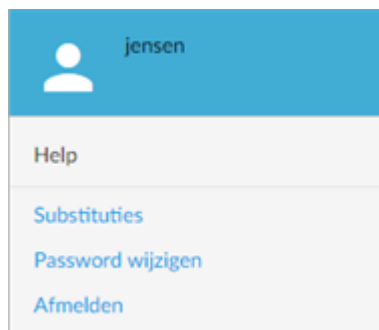 jensen
Help
Substituties
Password wijzigen
Afmelden